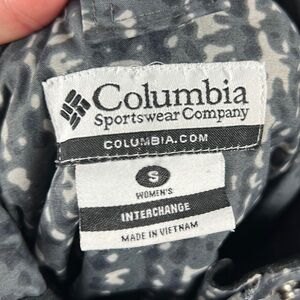 Columbia
Sportswear Company
COLUMBIA.COM
S
WOMEN'S
INTERCHANGE
MADE IN VIETNAM